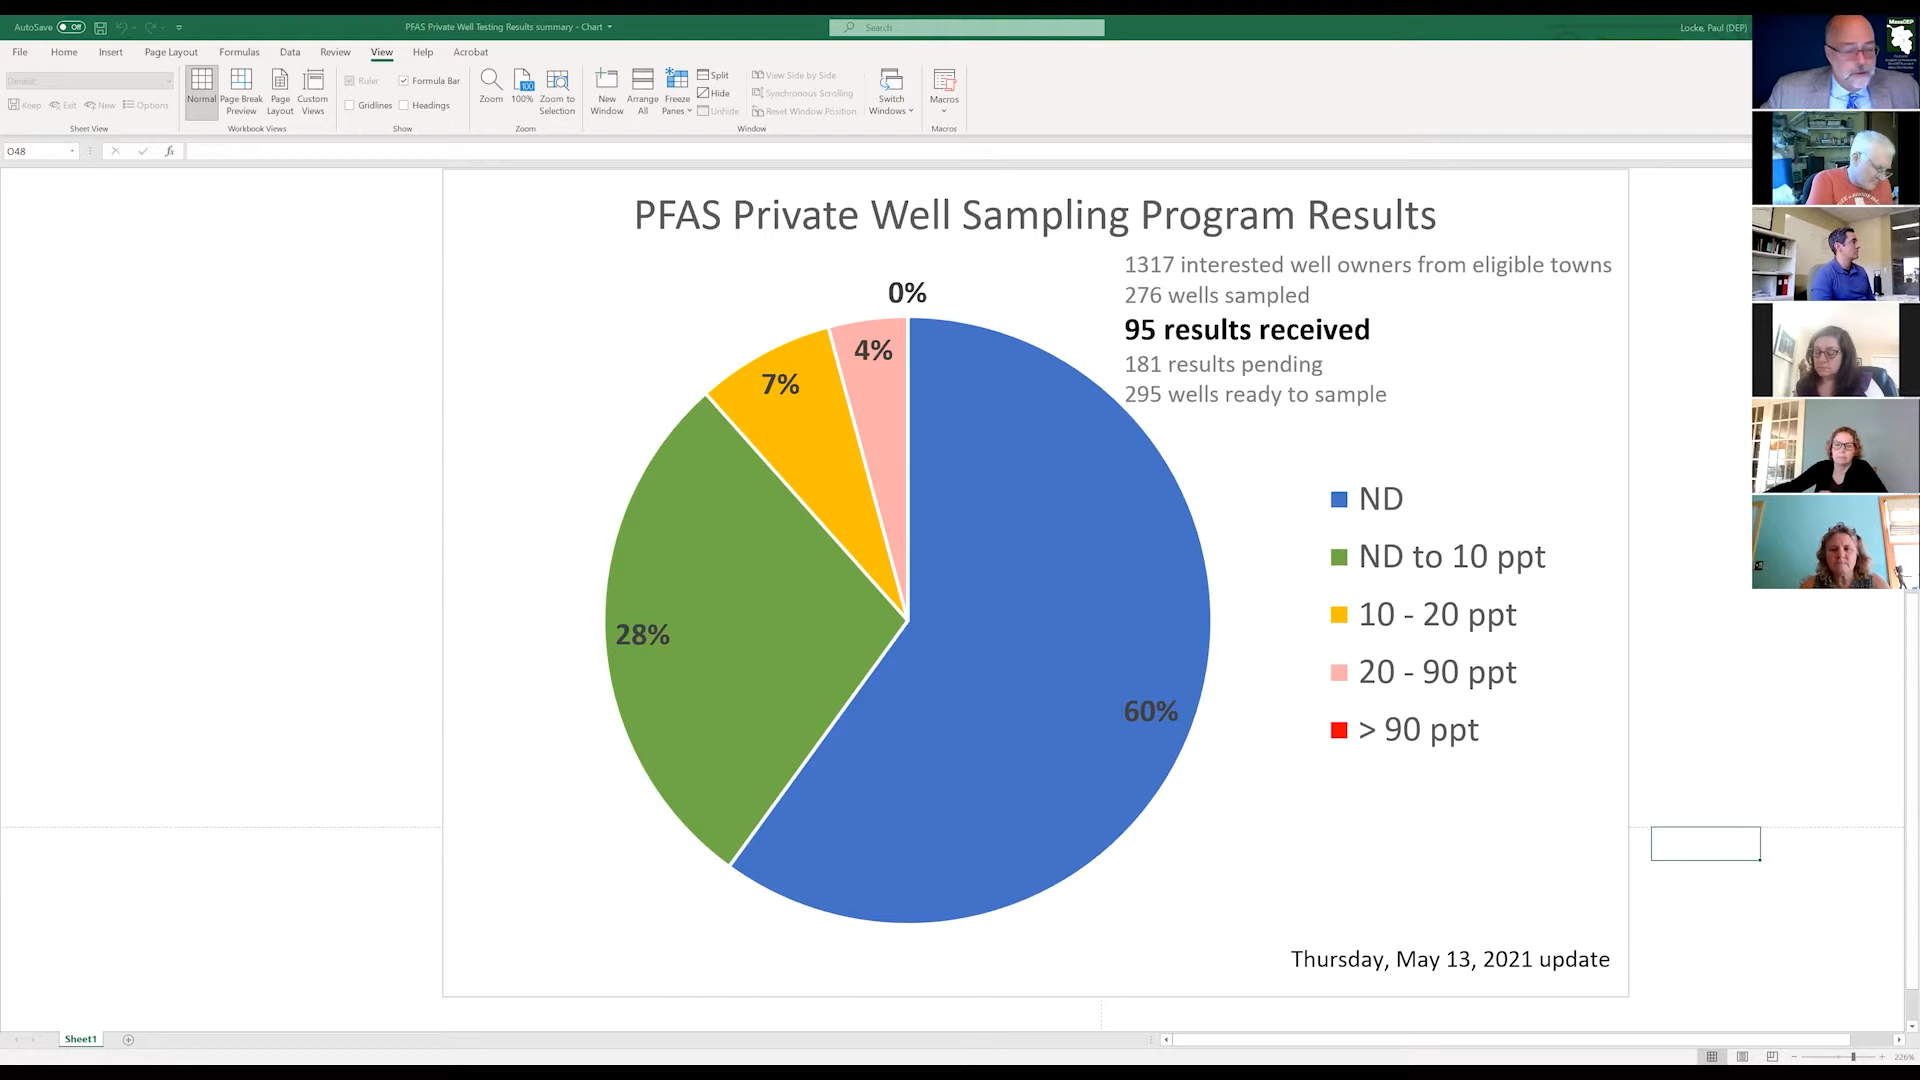 AutoSave Off
PFAS Private Well Testing Results summary - Chart
Search
Locke, Paul (DEP)
File Home Insert Page Layout Formulas Data Review View Help Acrobat
Default
Keep Exit New Options
Sheet View
Normal
Page Break Preview
Page Layout
Custom Views
Workbook Views
Ruler
Formula Bar
Gridlines
Headings
Show
Zoom
100%
Zoom to Selection
Zoom
New Window
Arrange All
Freeze Panes
Split
Hide
Unhide
View Side by Side
Synchronous Scrolling
Reset Window Position
Window
Switch Windows
Macros
Macros
O48
fx
PFAS Private Well Sampling Program Results
1317 interested well owners from eligible towns
276 wells sampled
95 results received
181 results pending
295 wells ready to sample
0%
4%
7%
28%
60%
ND
ND to 10 ppt
10 - 20 ppt
20 - 90 ppt
> 90 ppt
Thursday, May 13, 2021 update
Sheet1
226%
MassDEP